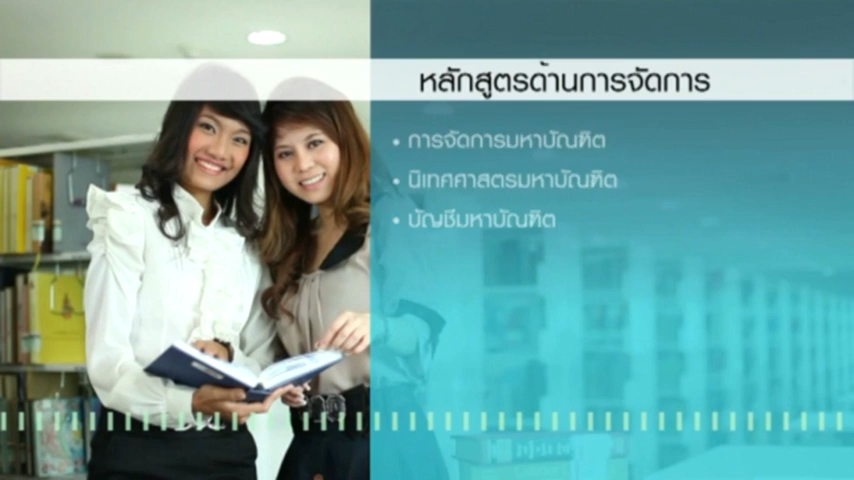 หลักสูตรด้านการจัดการ
• การจัดการมหาบัณฑิต
• นิเทศศาสตรมหาบัณฑิต
• บัญชีมหาบัณฑิต